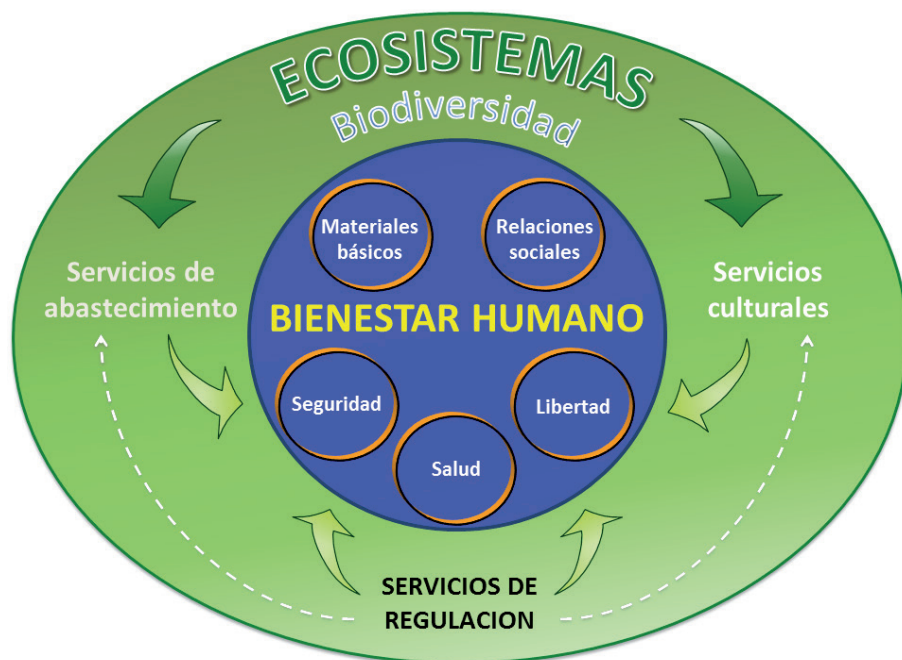 ECOSISTEMAS
Biodiversidad
Materiales
básicos
Relaciones
sociales
Servicios de
abastecimiento
Servicios
culturales
BIENESTAR HUMANO
Seguridad
Libertad
Salud
SERVICIOS DE
REGULACION